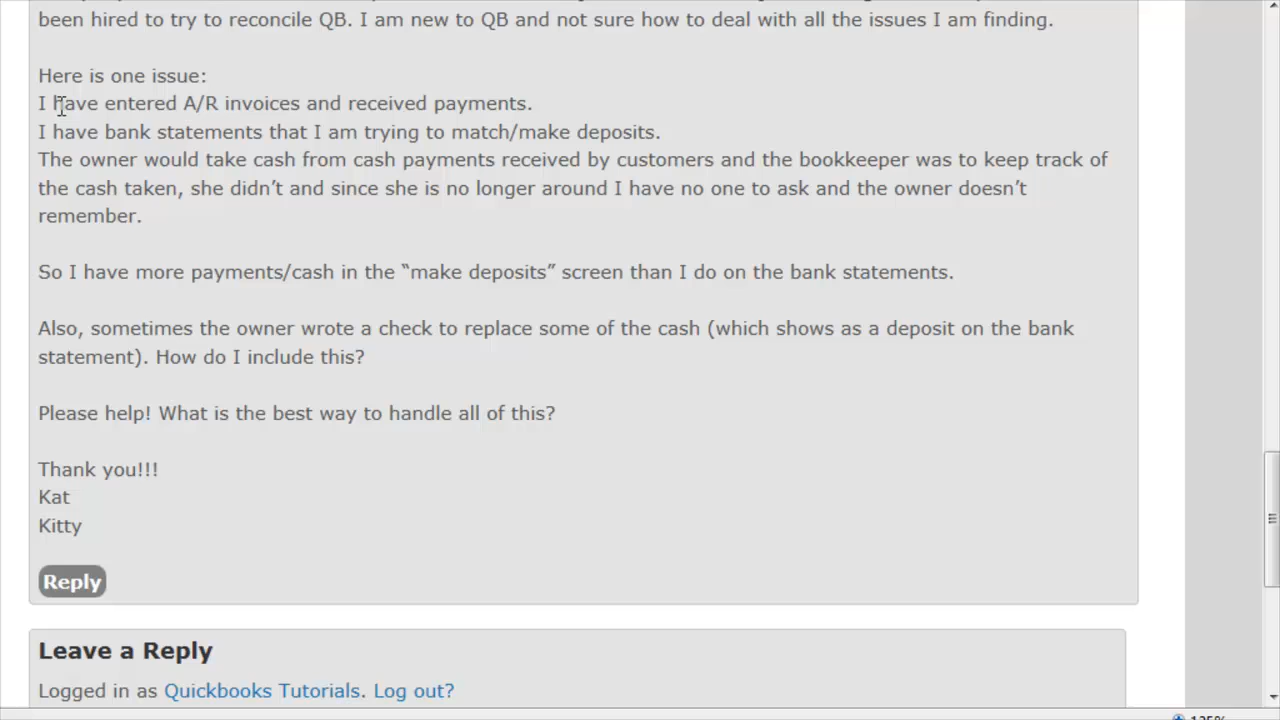 been hired to try to reconcile QB. I am new to QB and not sure how to deal with all the issues I am finding.
Here is one issue:
I have entered A/R invoices and received payments.
I have bank statements that I am trying to match/make deposits.
The owner would take cash from cash payments received by customers and the bookkeeper was to keep track of
the cash taken, she didn’t and since she is no longer around I have no one to ask and the owner doesn’t
remember.
So I have more payments/cash in the “make deposits” screen than I do on the bank statements.
Also, sometimes the owner wrote a check to replace some of the cash (which shows as a deposit on the bank
statement). How do I include this?
Please help! What is the best way to handle all of this?
Thank you!!!
Kat
Kitty
Reply
Leave a Reply
Logged in as Quickbooks Tutorials. Log out?